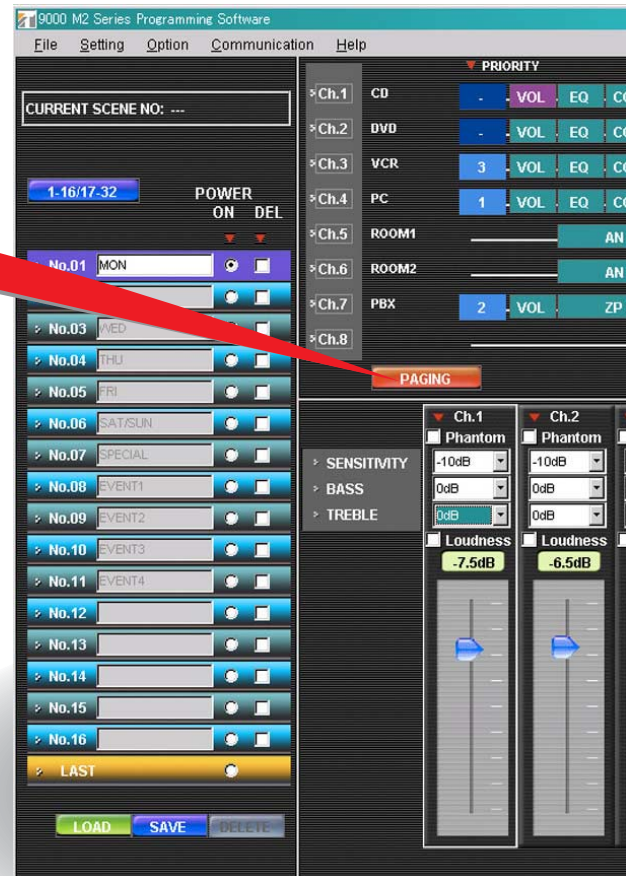 9000 M2 Series Programming Software
File Setting Option Communication Help
CURRENT SCENE NO: ---
1-16/17-32
POWER
ON DEL
No.01 MON
No.03 WED
No.04 THU
No.05 FRI
No.06 SAT/SUN
No.07 SPECIAL
No.08 EVENT1
No.09 EVENT2
No.10 EVENT3
No.11 EVENT4
No.12
No.13
No.14
No.15
No.16
LAST
LOAD SAVE DELETE
PRIORITY
Ch.1 CD - VOL EQ CO
Ch.2 DVD - VOL EQ CO
Ch.3 VCR 3 VOL EQ CO
Ch.4 PC 1 VOL EQ CO
Ch.5 ROOM1 AN
Ch.6 ROOM2 AN
Ch.7 PBX 2 VOL ZP
Ch.8
PAGING
Ch.1 Ch.2
Phantom Phantom
SENSITIVITY -10dB -10dB
BASS 0dB 0dB
TREBLE 0dB 0dB
Loudness Loudness
-7.5dB -6.5dB